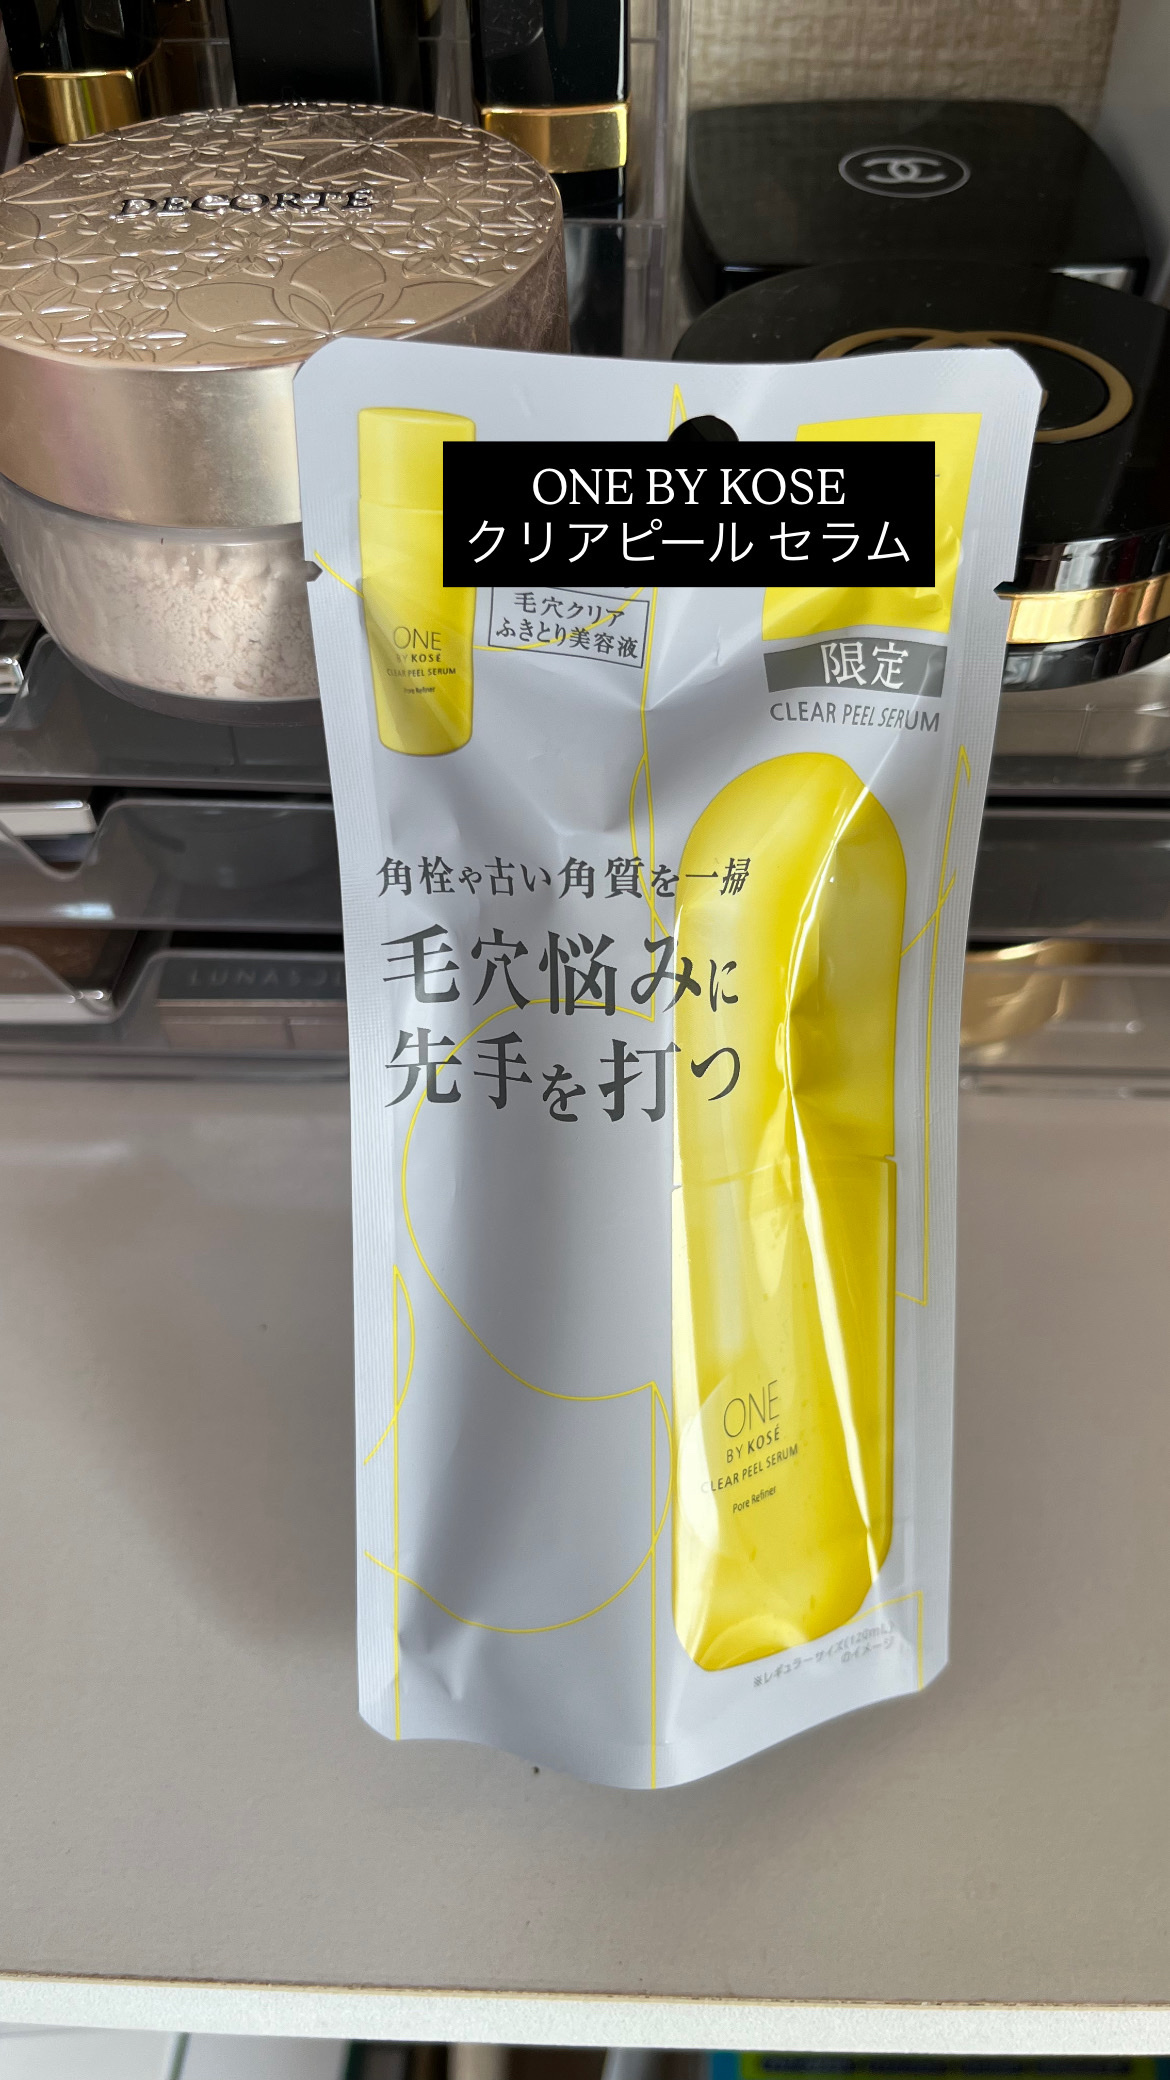 DECORTÉ
ONE BY KOSE
クリアピール セラム
毛穴クリア
ふきとり美容液
ONE
BY KOSÉ
CLEAR PEEL SERUM
Pore Refiner
限定
CLEAR PEEL SERUM
角栓や古い角質を一掃
毛穴悩みに
先手を打つ
LUNASOL
ONE
BY KOSÉ
CLEAR PEEL SERUM
Pore Refiner
※レギュラーサイズ(120mL)
のイメージ